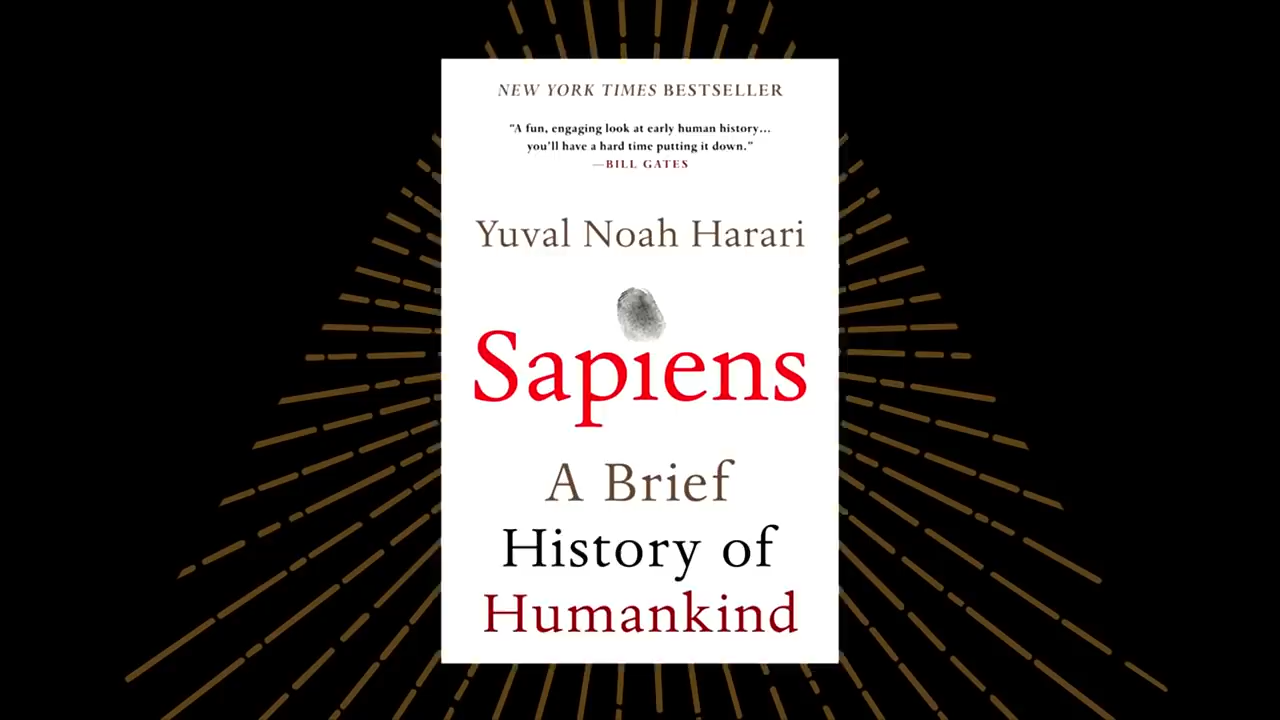 NEW YORK TIMES BESTSELLER
"A fun, engaging look at early human history...
you'll have a hard time putting it down."
—BILL GATES
Yuval Noah Harari
Sapiens
A Brief
History of
Humankind